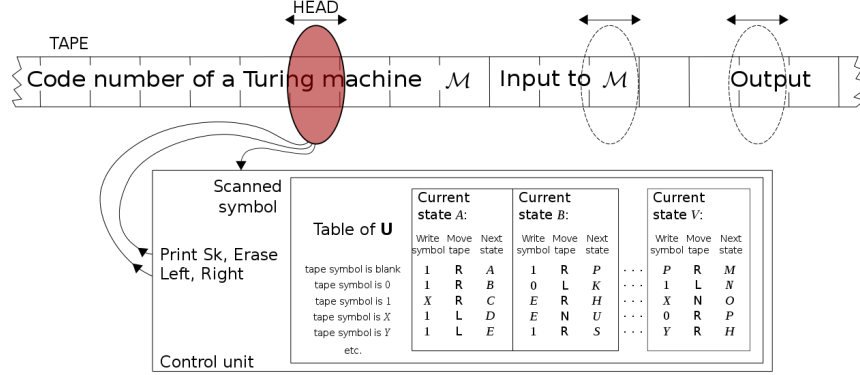 HEAD
TAPE
Code number of a Turing machine ℳ Input to ℳ Output
Scanned
symbol
Print Sk, Erase
Left, Right
Control unit
Table of U
Current state A: Current state B: Current state V:
Write symbol Move tape Next state Write symbol Move tape Next state Write symbol Move tape Next state
tape symbol is blank 1 R A 1 R P · · · · P R M
tape symbol is 0 1 R B 0 L K · · · · 1 L N
tape symbol is 1 X R C E R H · · · · X N O
tape symbol is X 1 L D E N U · · · · 0 R P
tape symbol is Y 1 L E 1 R S · · · · Y R H
etc.